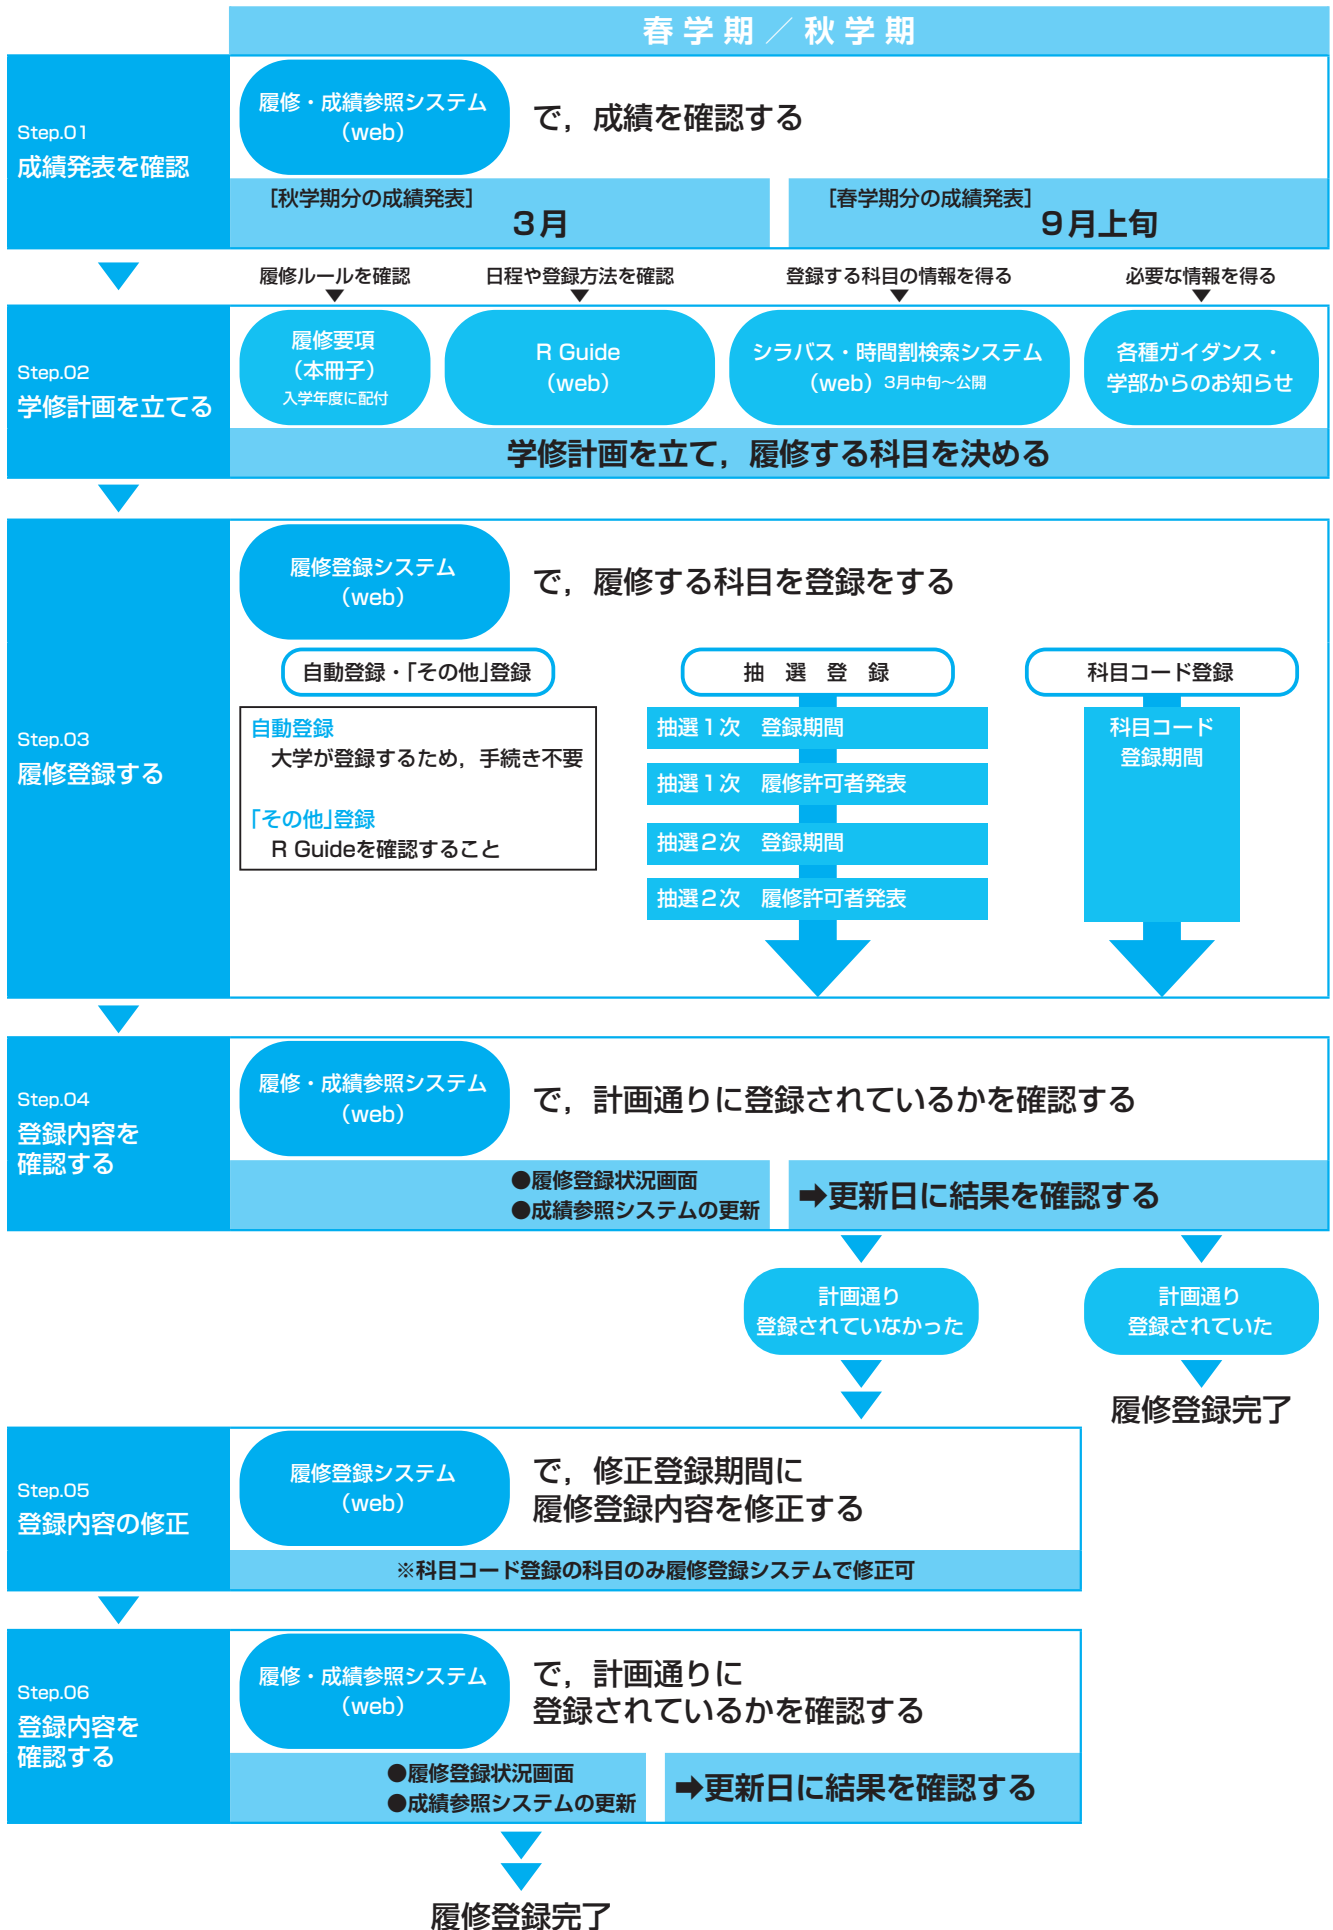 春学期／秋学期
Step.01
成績発表を確認
履修・成績参照システム
（web）
で，成績を確認する
［秋学期分の成績発表］
3月
［春学期分の成績発表］
9月上旬
履修ルールを確認
日程や登録方法を確認
登録する科目の情報を得る
必要な情報を得る
Step.02
学修計画を立てる
履修要項
（本冊子）
入学年度に配付
R Guide
（web）
シラバス・時間割検索システム
（web）3月中旬～公開
各種ガイダンス・
学部からのお知らせ
学修計画を立て，履修する科目を決める
Step.03
履修登録する
履修登録システム
（web）
で，履修する科目を登録をする
自動登録・「その他」登録
自動登録
大学が登録するため，手続き不要
「その他」登録
R Guideを確認すること
抽 選 登 録
抽選1次　登録期間
抽選1次　履修許可者発表
抽選2次　登録期間
抽選2次　履修許可者発表
科目コード登録
科目コード
登録期間
Step.04
登録内容を
確認する
履修・成績参照システム
（web）
で，計画通りに登録されているかを確認する
●履修登録状況画面
●成績参照システムの更新
➡更新日に結果を確認する
計画通り
登録されていなかった
計画通り
登録されていた
履修登録完了
Step.05
登録内容の修正
履修登録システム
（web）
で，修正登録期間に
履修登録内容を修正する
※科目コード登録の科目のみ履修登録システムで修正可
Step.06
登録内容を
確認する
履修・成績参照システム
（web）
で，計画通りに
登録されているかを確認する
●履修登録状況画面
●成績参照システムの更新
➡更新日に結果を確認する
履修登録完了